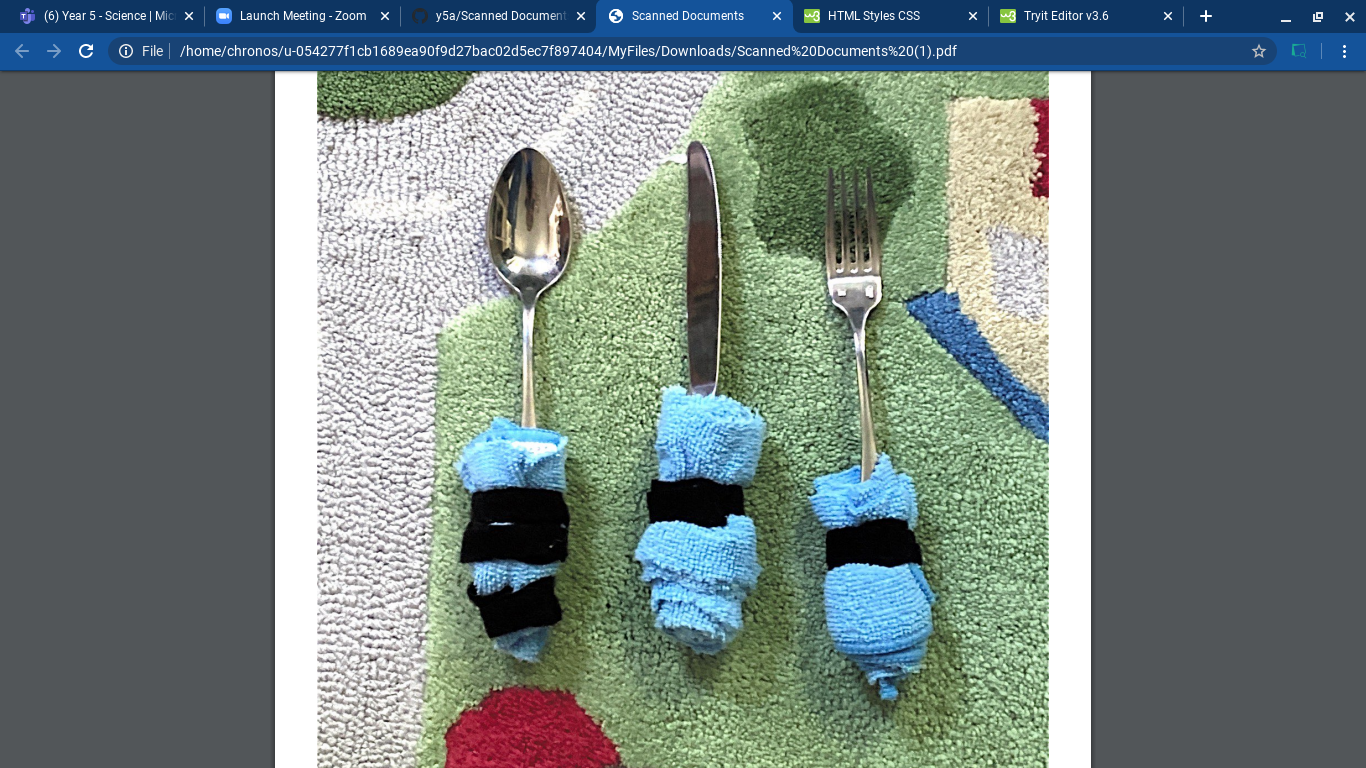 (6) Year 5 - Science | Mic
Launch Meeting - Zoom
y5a/Scanned Document
Scanned Documents
HTML Styles CSS
Tryit Editor v3.6
File
/home/chronos/u-054277f1cb1689ea90f9d27bac02d5ec7f897404/MyFiles/Downloads/Scanned%20Documents%20(1).pdf